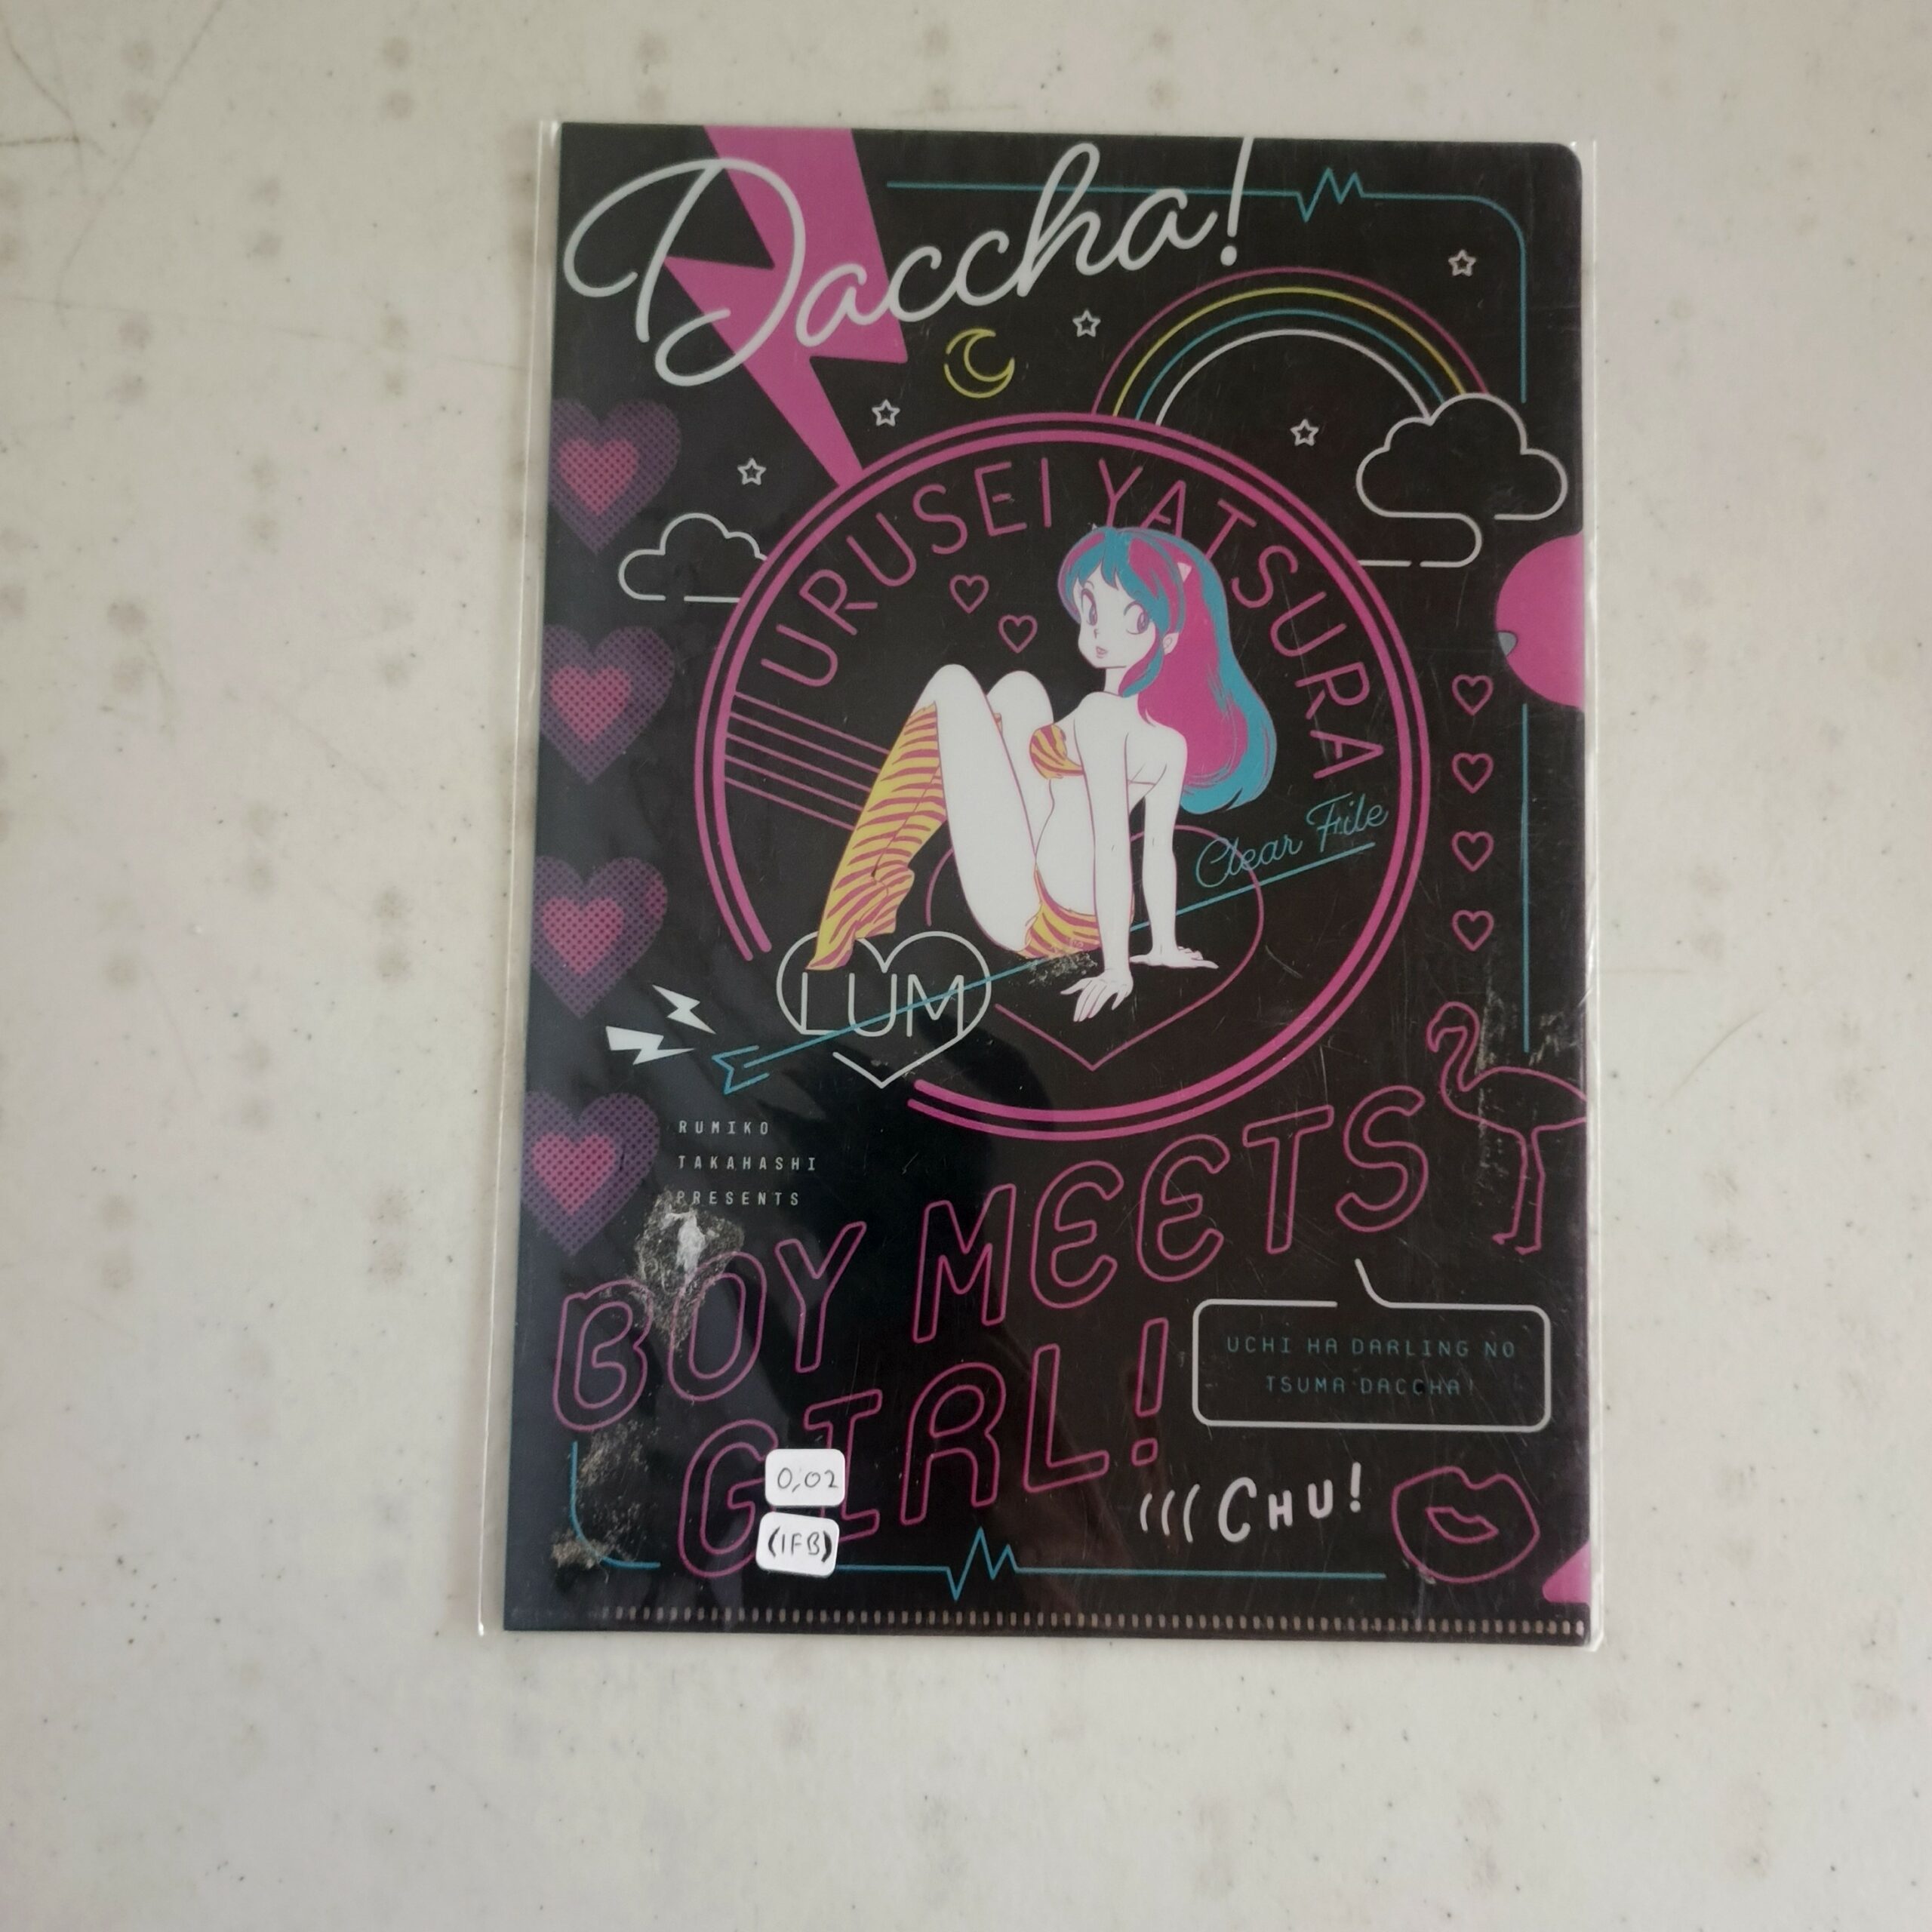 Daccha!
URUSEI YATSURA
Clear File
LUM
RUMIKO
TAKAHASHI
PRESENTS
BOY MEETS
GIRL!
UCHI HA DARLING NO
TSUMA DACCHA!
CHU!
0,02
(IFB)